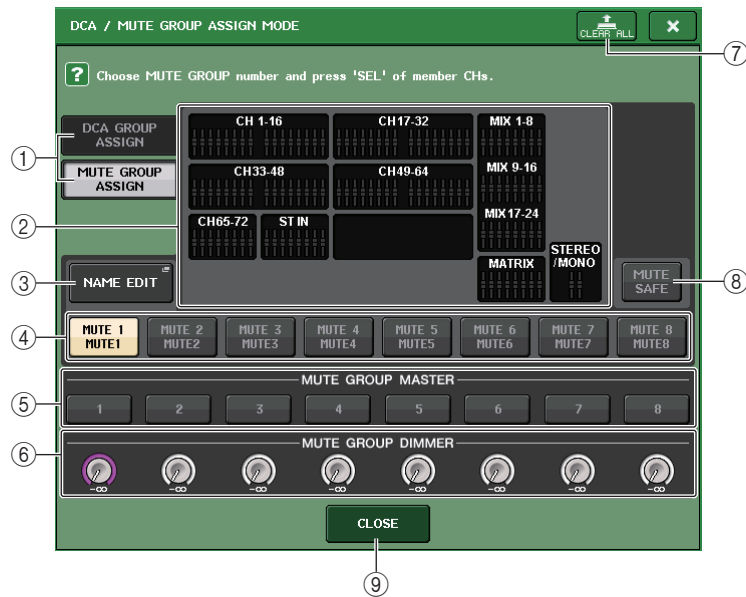 DCA / MUTE GROUP ASSIGN MODE
CLEAR ALL
⑦
? Choose MUTE GROUP number and press 'SEL' of member CHs.
①
DCA GROUP
ASSIGN
MUTE GROUP
ASSIGN
②
CH 1-16
CH17-32
MIX 1-8
CH33-48
CH49-64
MIX 9-16
CH65-72
ST IN
MIX17-24
MATRIX
STEREO
/MONO
③
NAME EDIT
MUTE
SAFE
⑧
④
MUTE 1
MUTE1
MUTE 2
MUTE2
MUTE 3
MUTE3
MUTE 4
MUTE4
MUTE 5
MUTE5
MUTE 6
MUTE6
MUTE 7
MUTE7
MUTE 8
MUTE8
⑤
MUTE GROUP MASTER
1 2 3 4 5 6 7 8
⑥
MUTE GROUP DIMMER
-∞ -∞ -∞ -∞ -∞ -∞ -∞ -∞
CLOSE
⑨